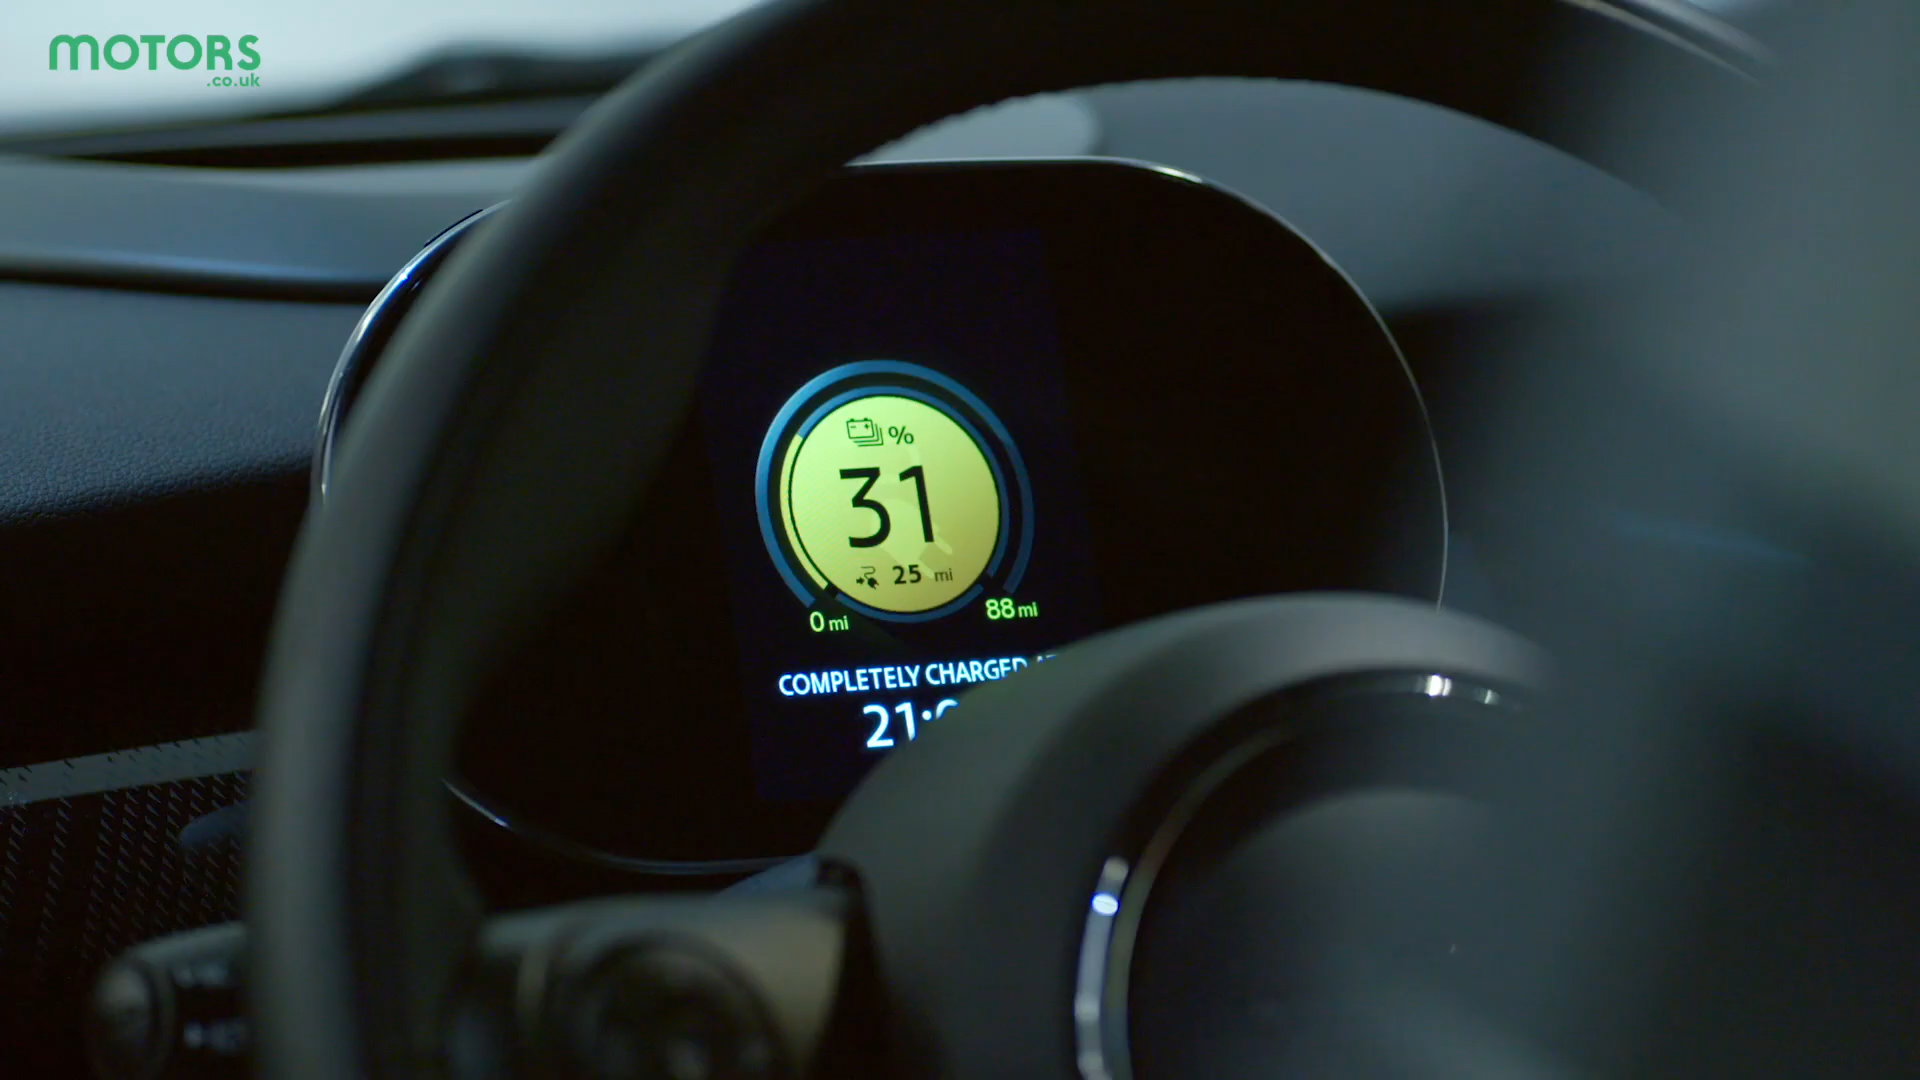 MOTORS
.co.uk
%
31
25 mi
0 mi
88 mi
COMPLETELY CHARGED